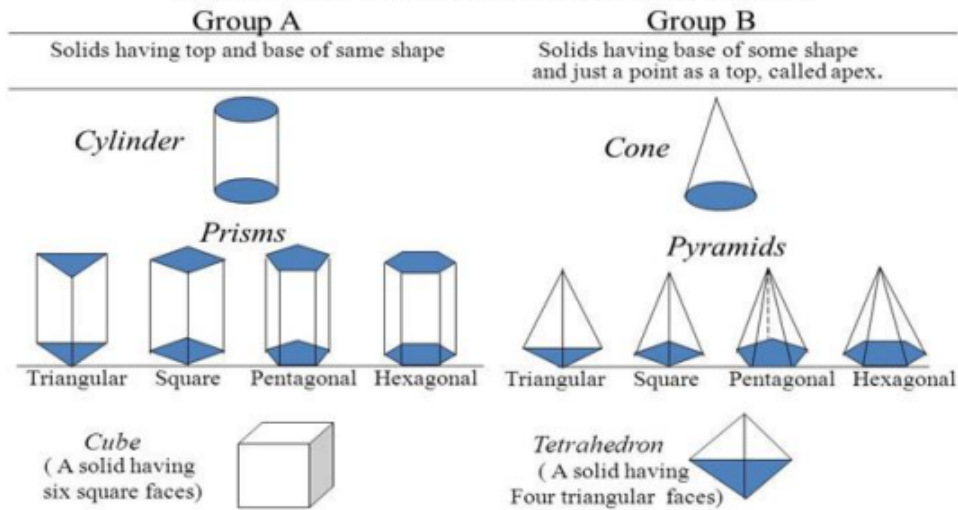 Group A
Group B
Solids having top and base of same shape
Solids having base of some shape
and just a point as a top, called apex.
Cylinder
Cone
Prisms
Pyramids
Triangular
Square
Pentagonal
Hexagonal
Triangular
Square
Pentagonal
Hexagonal
Cube
( A solid having
six square faces)
Tetrahedron
(A solid having
Four triangular faces)